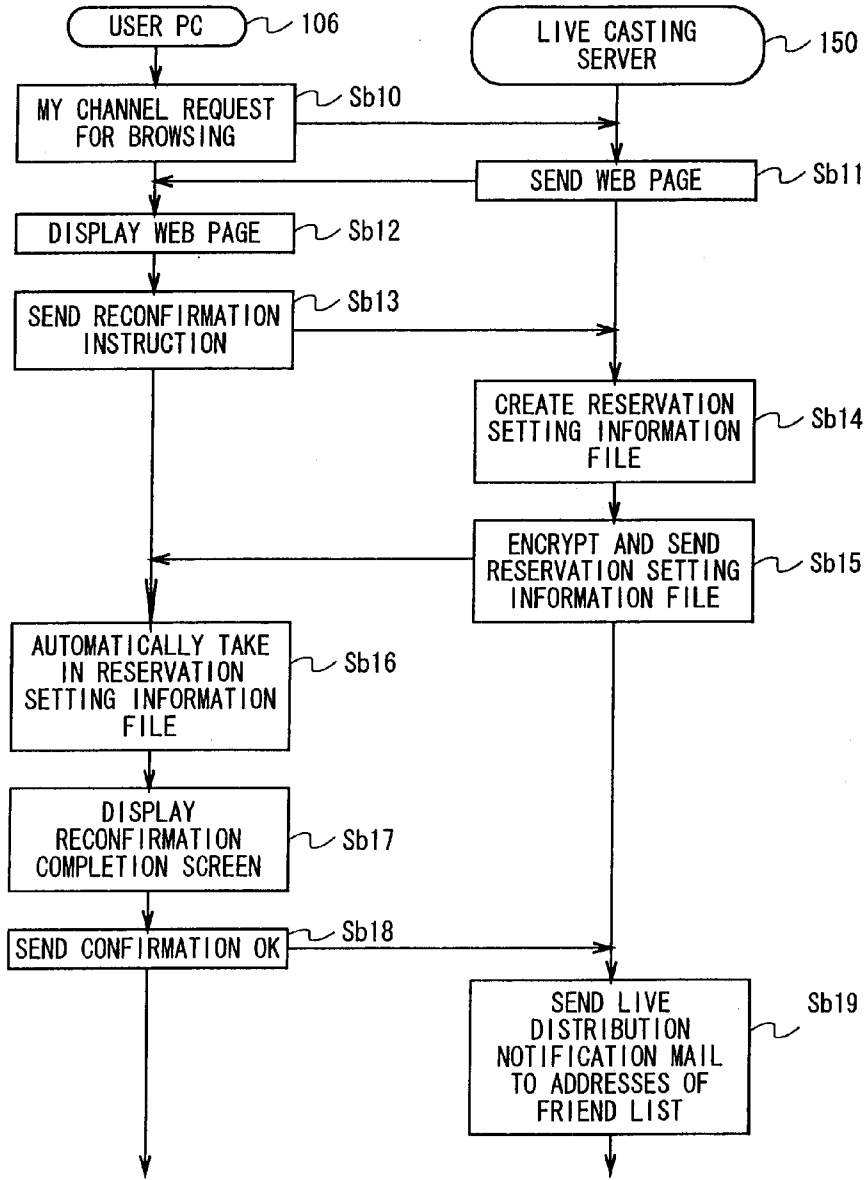 USER PC
106
LIVE CASTING
SERVER
150
MY CHANNEL REQUEST
FOR BROWSING
Sb10
SEND WEB PAGE
Sb11
DISPLAY WEB PAGE
Sb12
SEND RECONFIRMATION
INSTRUCTION
Sb13
CREATE RESERVATION
SETTING INFORMATION
FILE
Sb14
ENCRYPT AND SEND
RESERVATION SETTING
INFORMATION FILE
Sb15
AUTOMATICALLY TAKE
IN RESERVATION
SETTING INFORMATION
FILE
Sb16
DISPLAY
RECONFIRMATION
COMPLETION SCREEN
Sb17
SEND CONFIRMATION OK
Sb18
SEND LIVE
DISTRIBUTION
NOTIFICATION MAIL
TO ADDRESSES OF
FRIEND LIST
Sb19